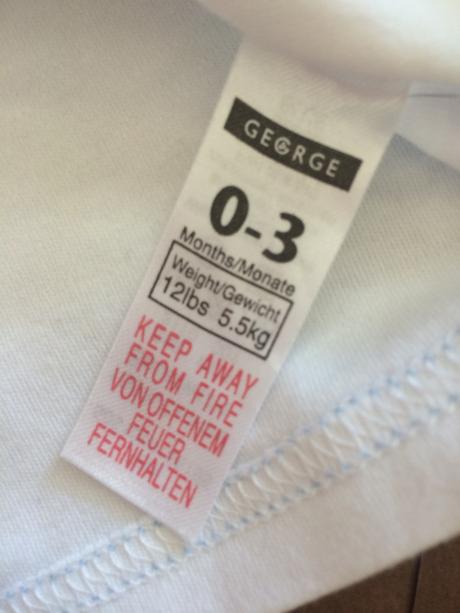 GEORGE
0-3
Months/Monate
Weight/Gewicht
12lbs 5.5kg
KEEP AWAY
FROM FIRE
VON OFFENEM
FEUER
FERNHALTEN